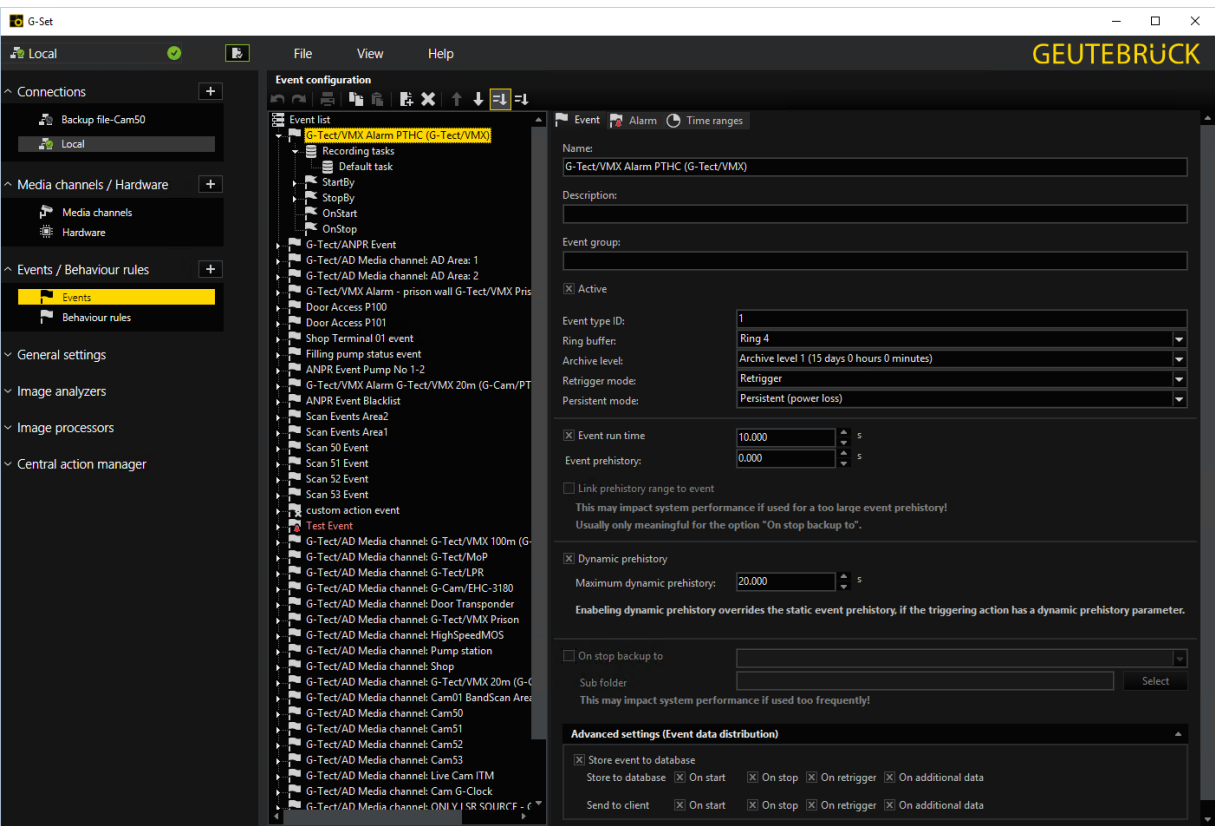 G-Set
Local
File View Help
GEUTEBRÜCK
Connections
Backup file-Cam50
Local
Media channels / Hardware
Media channels
Hardware
Events / Behaviour rules
Events
Behaviour rules
General settings
Image analyzers
Image processors
Central action manager
Event configuration
Event list
G-Tect/VMX Alarm PTHC (G-Tect/VMX)
Recording tasks
Default task
StartBy
StopBy
OnStart
OnStop
G-Tect/ANPR Event
G-Tect/AD Media channel: AD Area: 1
G-Tect/AD Media channel: AD Area: 2
G-Tect/VMX Alarm - prison wall G-Tect/VMX Pris
Door Access P100
Door Access P101
Shop Terminal 01 event
Filling pump status event
ANPR Event Pump No 1-2
G-Tect/VMX Alarm G-Tect/VMX 20m (G-Cam/PT
ANPR Event Blacklist
Scan Events Area2
Scan Events Area1
Scan 50 Event
Scan 51 Event
Scan 52 Event
Scan 53 Event
custom action event
Test Event
G-Tect/AD Media channel: G-Tect/VMX 100m (G-
G-Tect/AD Media channel: G-Tect/MoP
G-Tect/AD Media channel: G-Tect/LPR
G-Tect/AD Media channel: G-Cam/EHC-3180
G-Tect/AD Media channel: Door Transponder
G-Tect/AD Media channel: G-Tect/VMX Prison
G-Tect/AD Media channel: HighSpeedMOS
G-Tect/AD Media channel: Pump station
G-Tect/AD Media channel: Shop
G-Tect/AD Media channel: G-Tect/VMX 20m (G-C
G-Tect/AD Media channel: Cam01 BandScan Area
G-Tect/AD Media channel: Cam50
G-Tect/AD Media channel: Cam51
G-Tect/AD Media channel: Cam52
G-Tect/AD Media channel: Cam53
G-Tect/AD Media channel: Live Cam ITM
G-Tect/AD Media channel: Cam G-Clock
G-Tect/AD Media channel: ONLY LSR SOURCE - C
Event Alarm Time ranges
Name:
G-Tect/VMX Alarm PTHC (G-Tect/VMX)
Description:
Event group:
Active
Event type ID: 1
Ring buffer: Ring 4
Archive level: Archive level 1 (15 days 0 hours 0 minutes)
Retrigger mode: Retrigger
Persistent mode: Persistent (power loss)
Event run time 10.000 s
Event prehistory: 0.000 s
Link prehistory range to event
This may impact system performance if used for a too large event prehistory!
Usually only meaningful for the option "On stop backup to".
Dynamic prehistory
Maximum dynamic prehistory: 20.000 s
Enabeling dynamic prehistory overrides the static event prehistory, if the triggering action has a dynamic prehistory parameter.
On stop backup to
Sub folder Select
This may impact system performance if used too frequently!
Advanced settings (Event data distribution)
Store event to database
Store to database On start On stop On retrigger On additional data
Send to client On start On stop On retrigger On additional data